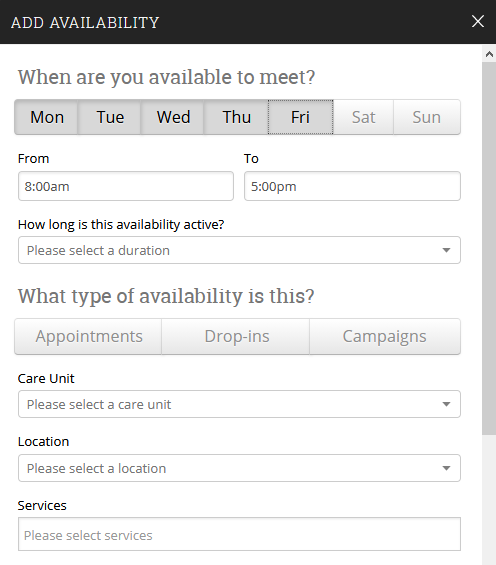 ADD AVAILABILITY
When are you available to meet?
Mon Tue Wed Thu Fri Sat Sun
From To
8:00am 5:00pm
How long is this availability active?
Please select a duration
What type of availability is this?
Appointments Drop-ins Campaigns
Care Unit
Please select a care unit
Location
Please select a location
Services
Please select services